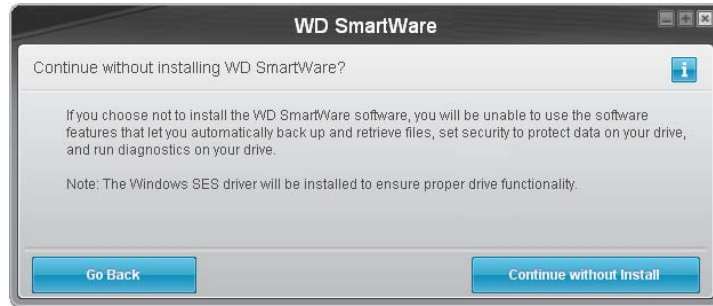 WD SmartWare
Continue without installing WD SmartWare?
If you choose not to install the WD SmartWare software, you will be unable to use the software
features that let you automatically back up and retrieve files, set security to protect data on your drive,
and run diagnostics on your drive.
Note: The Windows SES driver will be installed to ensure proper drive functionality.
Go Back
Continue without Install